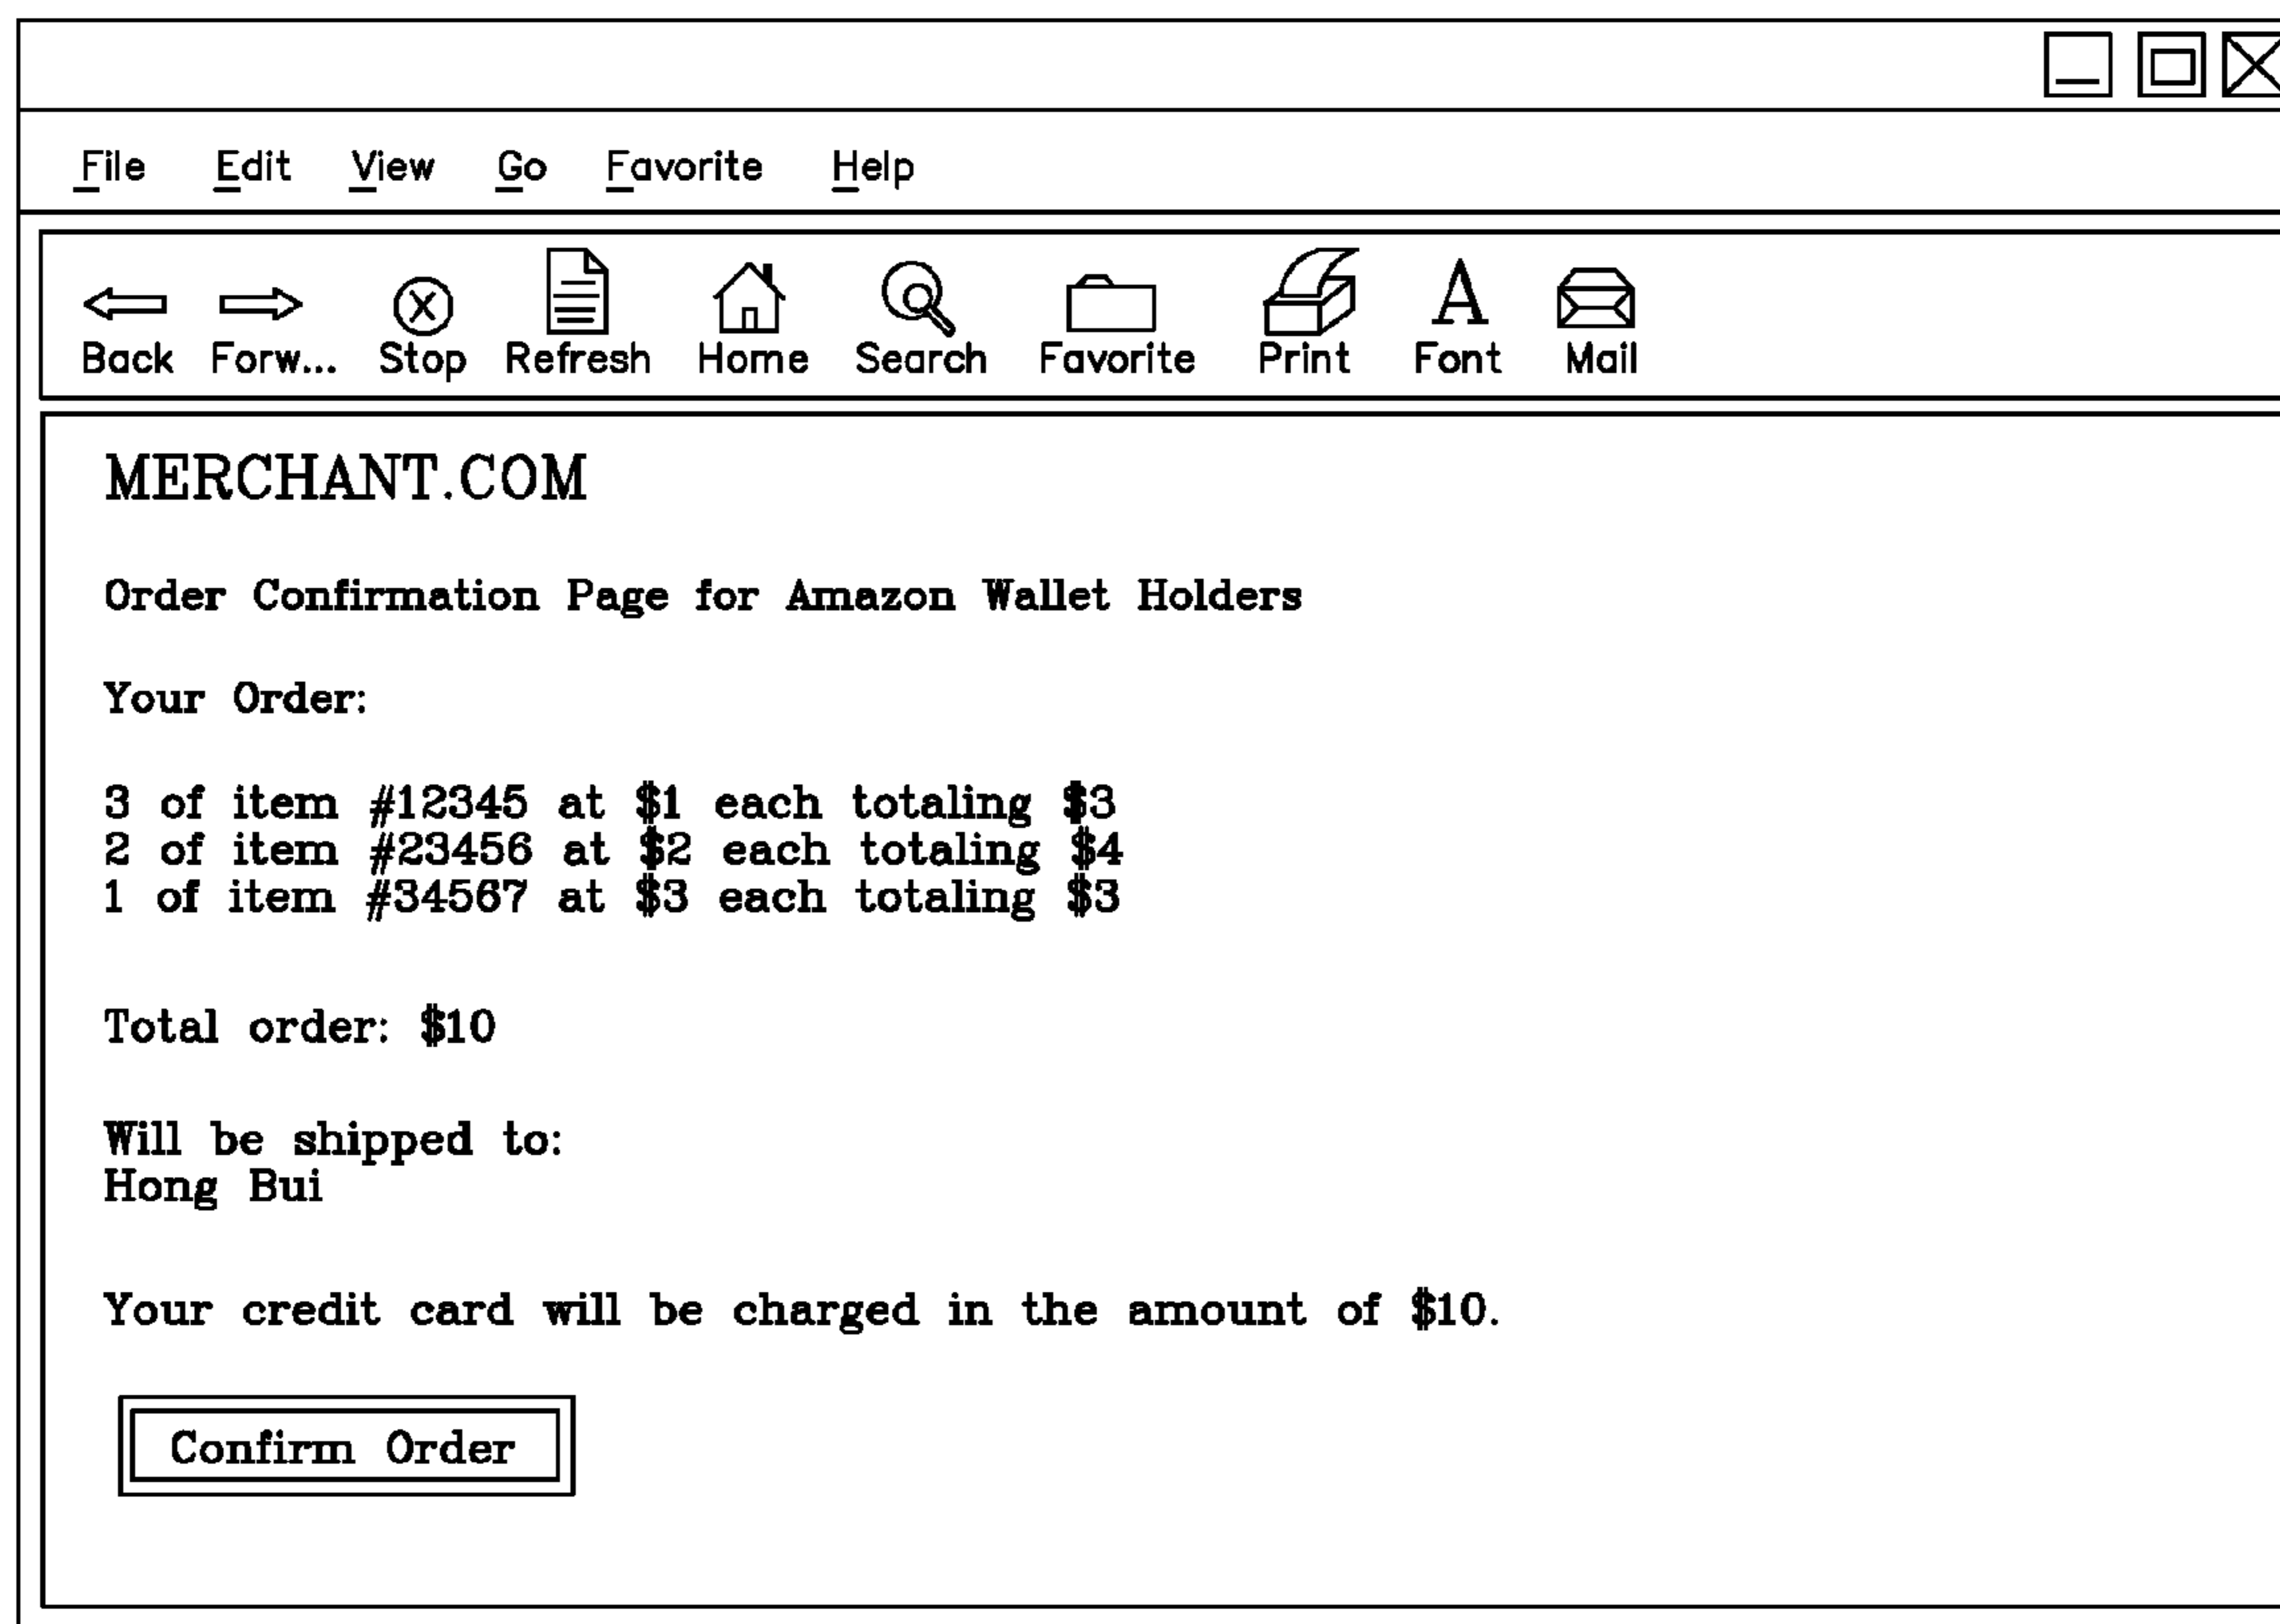 File Edit View Go Favorite Help
Back Forw... Stop Refresh Home Search Favorite Print Font Mail
MERCHANT.COM
Order Confirmation Page for Amazon Wallet Holders
Your Order:
3 of item #12345 at $1 each totaling $3
2 of item #23456 at $2 each totaling $4
1 of item #34567 at $3 each totaling $3
Total order: $10
Will be shipped to:
Hong Bui
Your credit card will be charged in the amount of $10.
Confirm Order